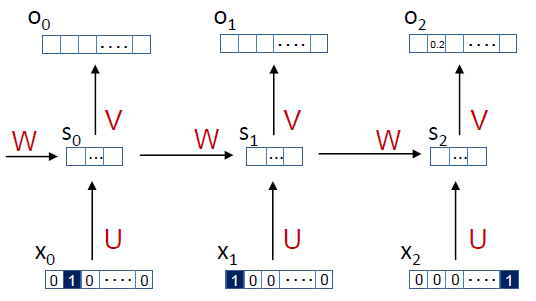 o0 o1 o2
.... .... 0.2 ....
V V V
W s0 W s1 W s2
... ... ...
U U U
x0 x1 x2
0 1 0 .... 0 1 0 0 .... 0 0 0 0 .... 1